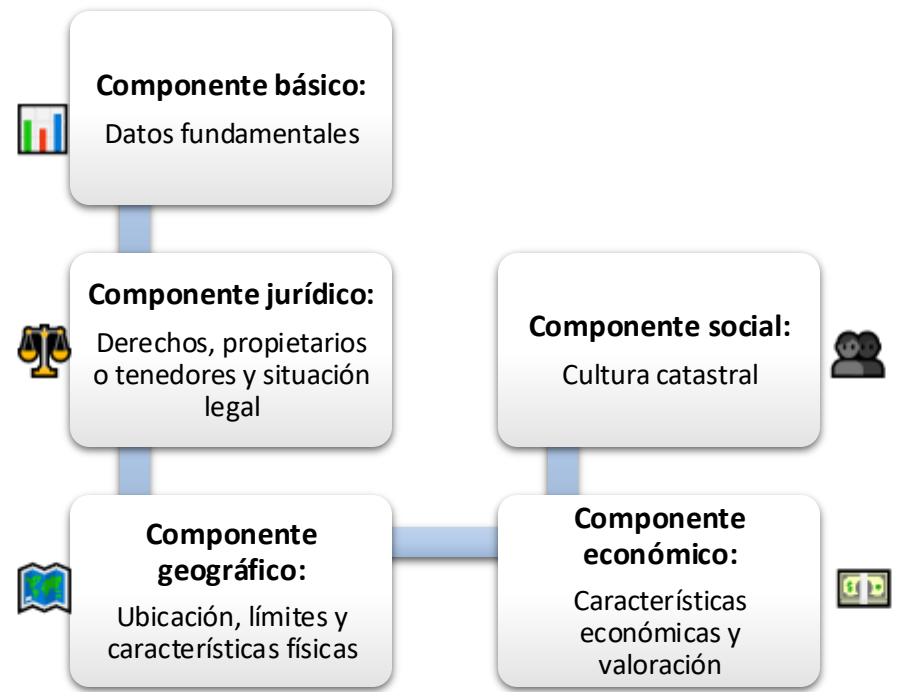 Componente básico:
Datos fundamentales
Componente jurídico:
Derechos, propietarios
o tenedores y situación
legal
Componente
geográfico:
Ubicación, límites y
características físicas
Componente
económico:
Características
económicas y
valoración
Componente social:
Cultura catastral